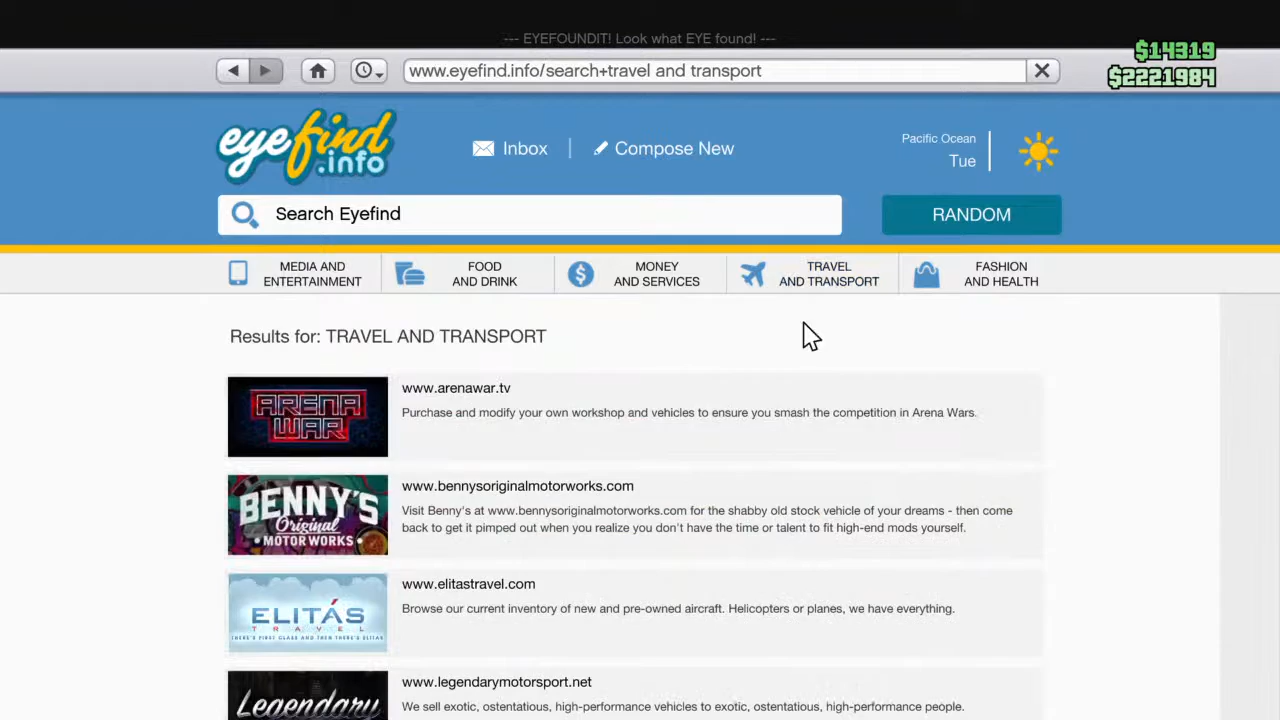 --- EYEFOUNDIT! Look what EYE found! ---
$14319
$2221984
www.eyefind.info/search+travel and transport
eyefind.info
Inbox
Compose New
Pacific Ocean
Tue
Search Eyefind
RANDOM
MEDIA AND
ENTERTAINMENT
FOOD
AND DRINK
MONEY
AND SERVICES
TRAVEL
AND TRANSPORT
FASHION
AND HEALTH
Results for: TRAVEL AND TRANSPORT
ARENA
WAR
www.arenawar.tv
Purchase and modify your own workshop and vehicles to ensure you smash the competition in Arena Wars.
BENNY'S
Original
MOTOR WORKS
www.bennysoriginalmotorworks.com
Visit Benny's at www.bennysoriginalmotorworks.com for the shabby old stock vehicle of your dreams - then come
back to get it pimped out when you realize you don't have the time or talent to fit high-end mods yourself.
ELITÁS
TRAVEL
THERE'S FIRST CLASS AND THEN THERE'S ELITAS
www.elitastravel.com
Browse our current inventory of new and pre-owned aircraft. Helicopters or planes, we have everything.
Legendary
www.legendarymotorsport.net
We sell exotic, ostentatious, high-performance vehicles to exotic, ostentatious, high-performance people.